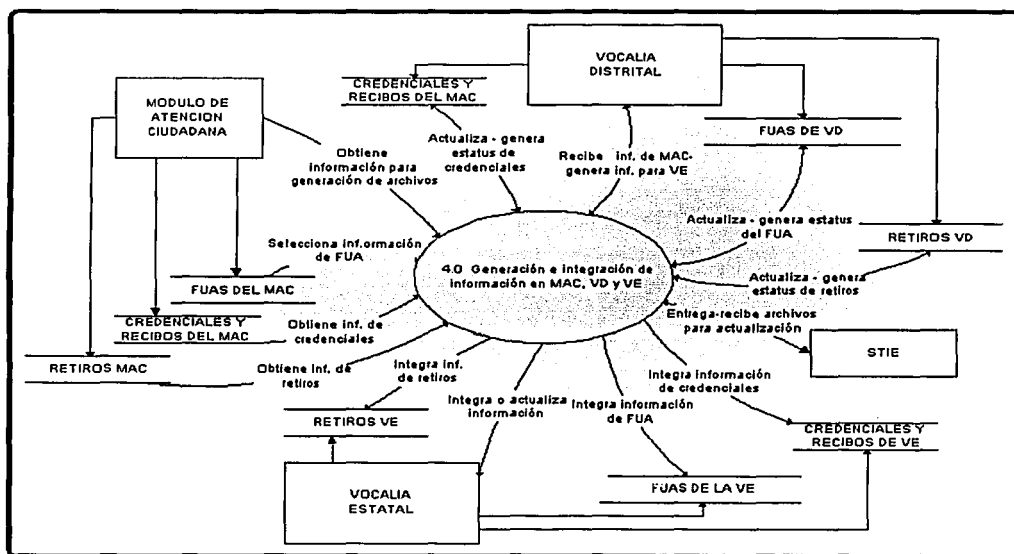 VOCALIA
DISTRITAL
MODULO DE
ATENCION
CIUDADANA
CREDENCIALES Y
RECIBOS DEL MAC
FUAS DE VD
Obtiene
información para
generación de archivos
Actualiza - genera
estatus de
credenciales
Recibe inf. de MAC-
genera inf. para VE
Actualiza - genera estatus
del FUA
RETIROS VD
Selecciona inf.ormación
de FUA
4.0 Generación e integración de
información en MAC, VD y VE
Actualiza - genera
estatus de retiros
FUAS DEL MAC
Entrega-recibe archivos
para actualización
CREDENCIALES Y
RECIBOS DEL MAC
Obtiene inf. de
credenciales
STIE
RETIROS MAC
Obtiene inf. de
retiros
Integra inf.
de retiros
Integra o actualiza
información
Integra información
de FUA
Integra información
de credenciales
RETIROS VE
CREDENCIALES Y
RECIBOS DE VE
VOCALIA
ESTATAL
FUAS DE LA VE